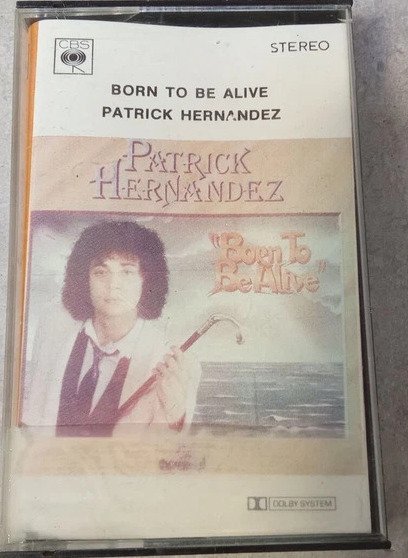 CBS
STEREO
BORN TO BE ALIVE
PATRICK HERNANDEZ
PATRICK
HERNANDEZ
"Born To
Be Alive"
DOLBY SYSTEM